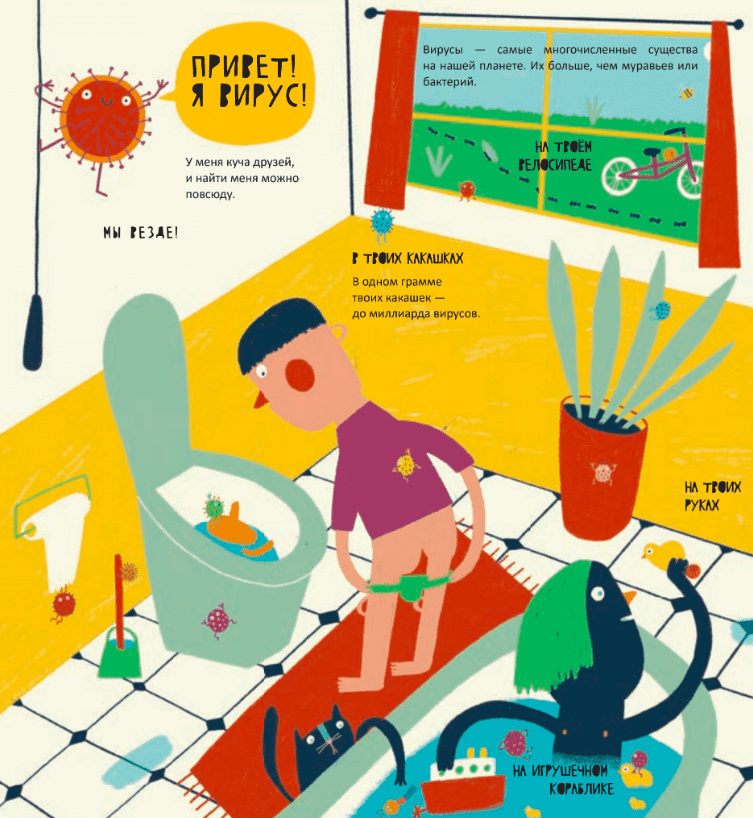 ПРИВЕТ!
Я ВИРУС!
У меня куча друзей,
и найти меня можно
повсюду.
МЫ ВЕЗДЕ!
Вирусы — самые многочисленные существа
на нашей планете. Их больше, чем муравьев или
бактерий.
НА ТВОЁМ
ВЕЛОСИПЕДЕ
В ТВОИХ КАКАШКАХ
В одном грамме
твоих какашек —
до миллиарда вирусов.
НА ТВОИХ
РУКАХ
НА ИГРУШЕЧНОМ
КОРАБЛИКЕ